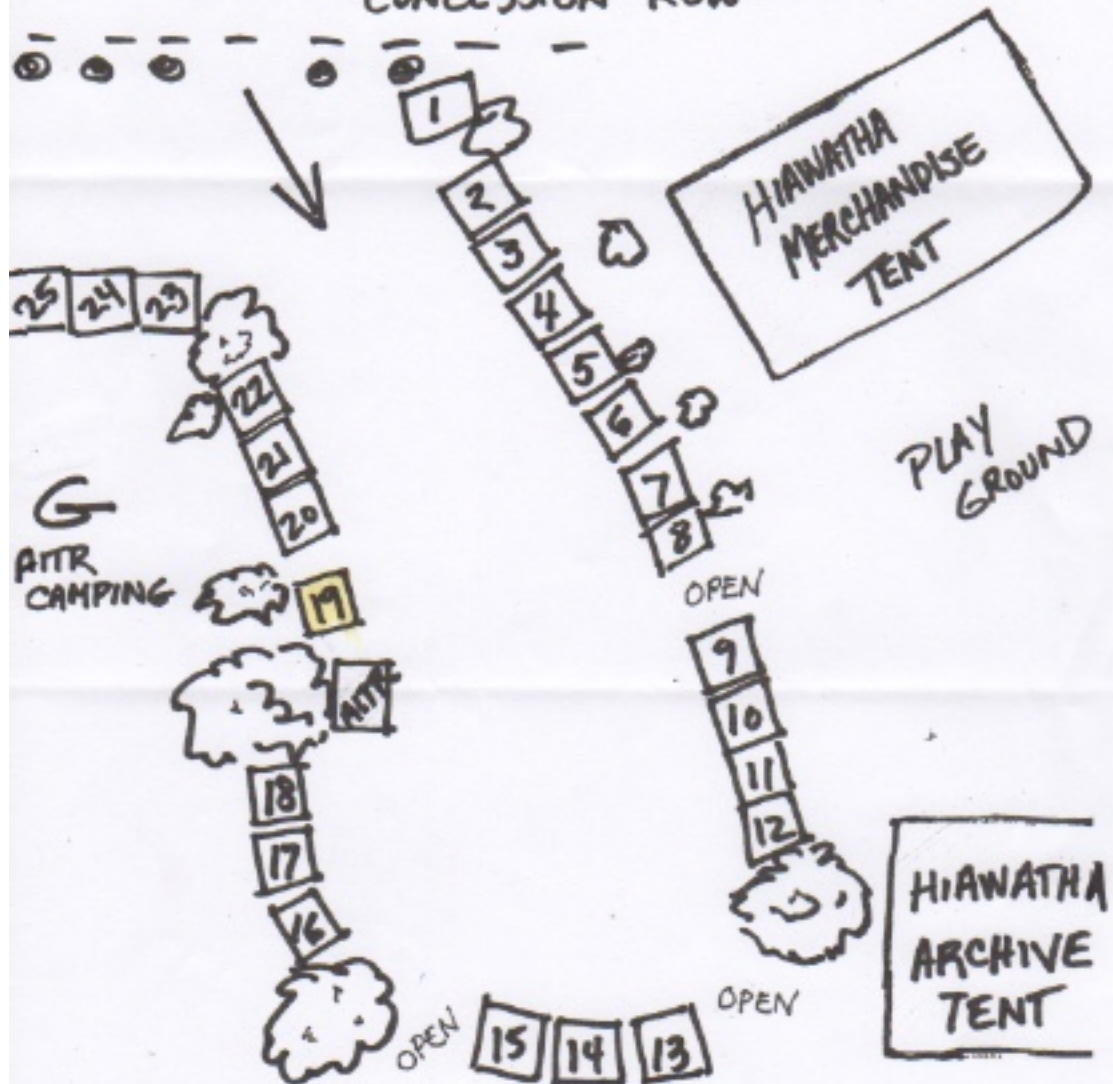 CONCESSION ROW
1
2
3
4
5
6
7
8
OPEN
9
10
11
12
OPEN
13
14
15
OPEN
16
17
18
AITR
19
20
21
22
23
24
25
HIAWATHA
MERCHANDISE
TENT
PLAY
GROUND
G
AITR
CAMPING
HIAWATHA
ARCHIVE
TENT